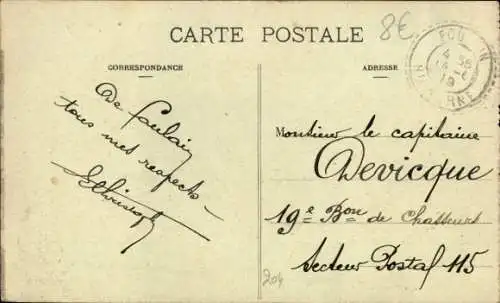 CARTE POSTALE
8€
CORRESPONDANCE
ADRESSE
De Foulain
tous mes respects
Monsieur le capitaine
Devicque
19e Bon de Chasseurs
Secteur Postal 115
204